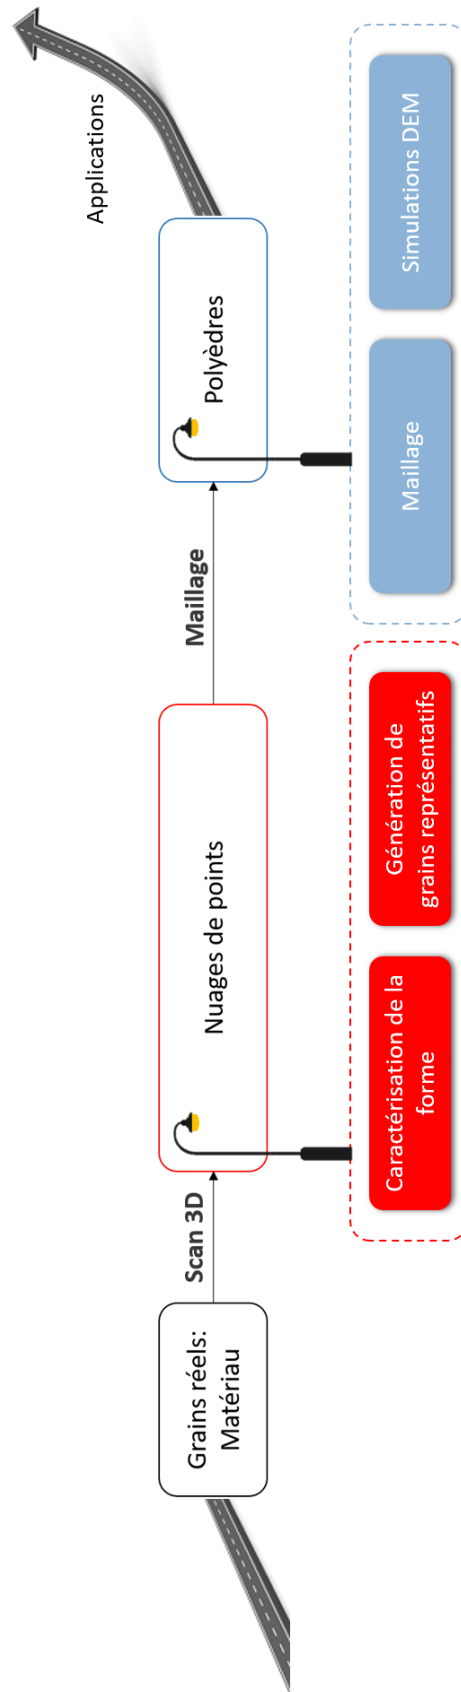 Grains réels:
Matériau
Scan 3D
Nuages de points
Maillage
Polyèdres
Applications
Caractérisation de la
forme
Génération de
grains représentatifs
Maillage
Simulations DEM